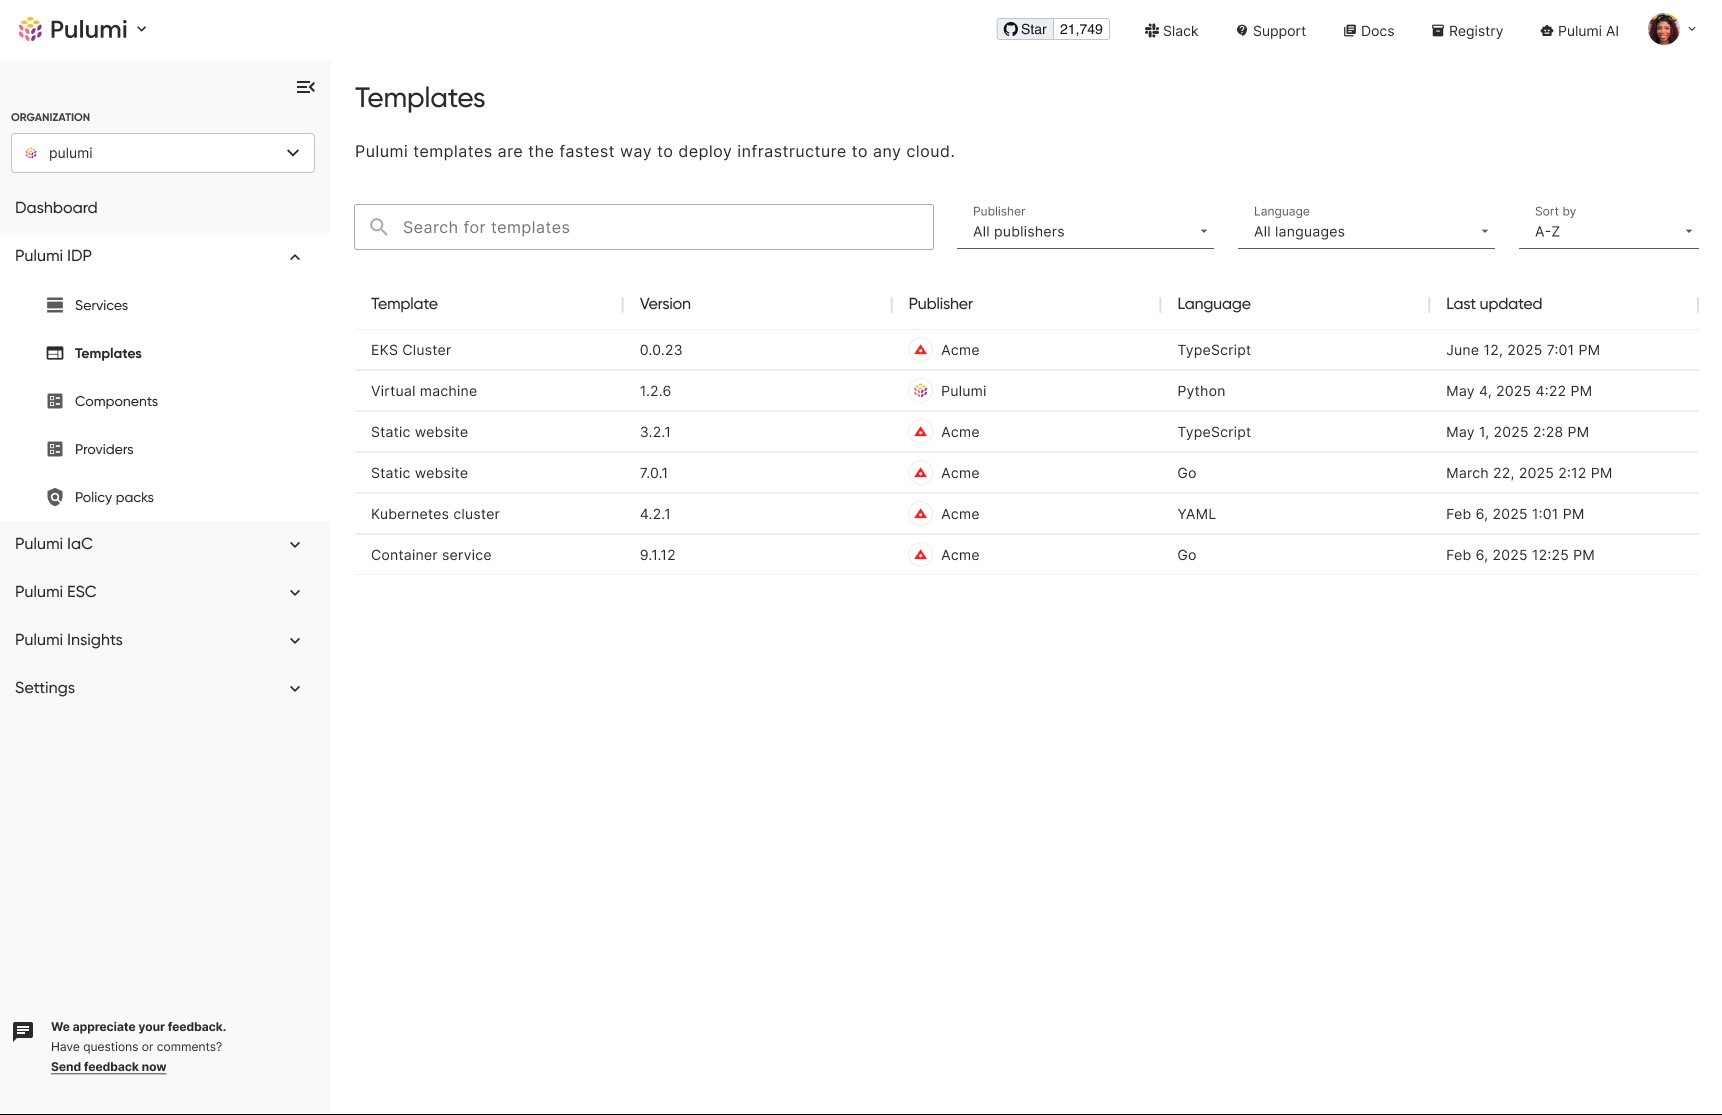 Pulumi
Star 21,749
Slack
Support
Docs
Registry
Pulumi AI
ORGANIZATION
pulumi
Dashboard
Pulumi IDP
Services
Templates
Components
Providers
Policy packs
Pulumi IaC
Pulumi ESC
Pulumi Insights
Settings
We appreciate your feedback.
Have questions or comments?
Send feedback now
Templates
Pulumi templates are the fastest way to deploy infrastructure to any cloud.
Search for templates
Publisher
All publishers
Language
All languages
Sort by
A-Z
Template Version Publisher Language Last updated
EKS Cluster 0.0.23 Acme TypeScript June 12, 2025 7:01 PM
Virtual machine 1.2.6 Pulumi Python May 4, 2025 4:22 PM
Static website 3.2.1 Acme TypeScript May 1, 2025 2:28 PM
Static website 7.0.1 Acme Go March 22, 2025 2:12 PM
Kubernetes cluster 4.2.1 Acme YAML Feb 6, 2025 1:01 PM
Container service 9.1.12 Acme Go Feb 6, 2025 12:25 PM